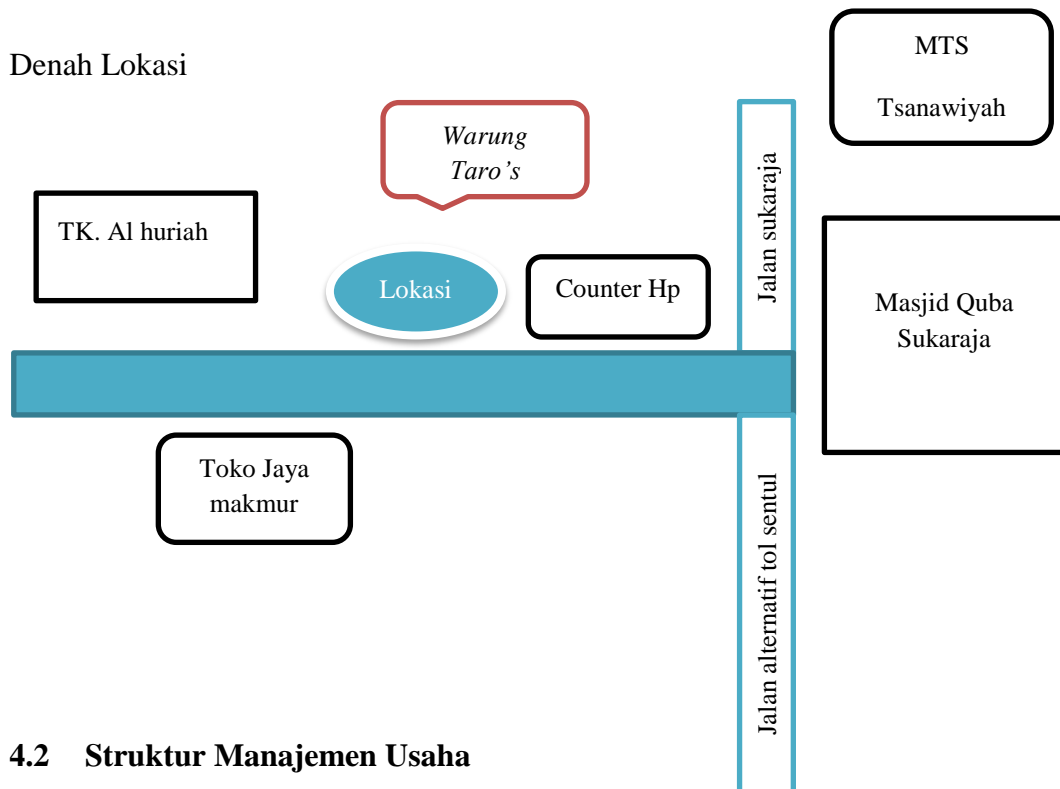 Denah Lokasi
MTS
Tsanawiyah
Warung
Taro’s
Jalan sukaraja
TK. Al huriah
Lokasi
Counter Hp
Masjid Quba
Sukaraja
Toko Jaya
makmur
Jalan alternatif tol sentul
4.2 Struktur Manajemen Usaha